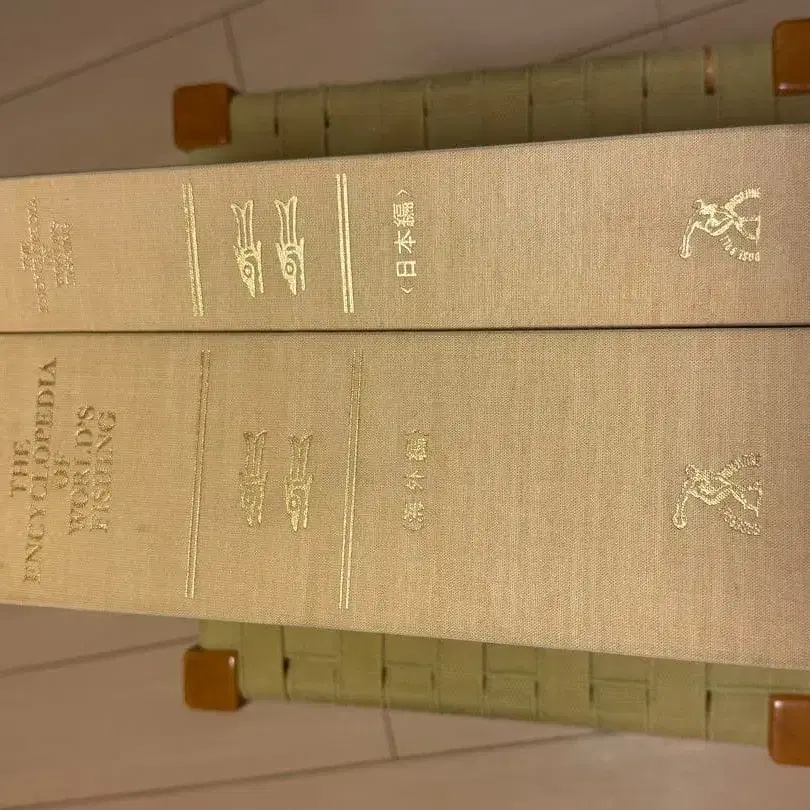 〈日本編〉
THE
ENCYCLOPEDIA
OF
WORLD'S
FISHING
〈海外編〉